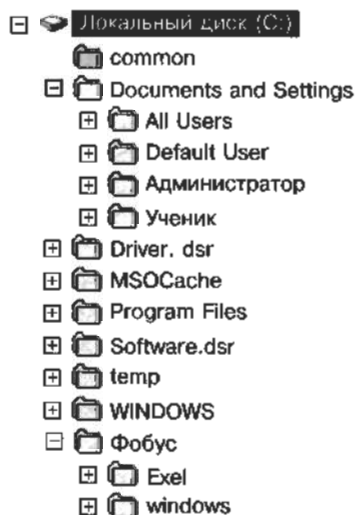 Локальный диск (C:)
common
Documents and Settings
All Users
Default User
Администратор
Ученик
Driver. dsr
MSOCache
Program Files
Software.dsr
temp
WINDOWS
Фобус
Exel
windows